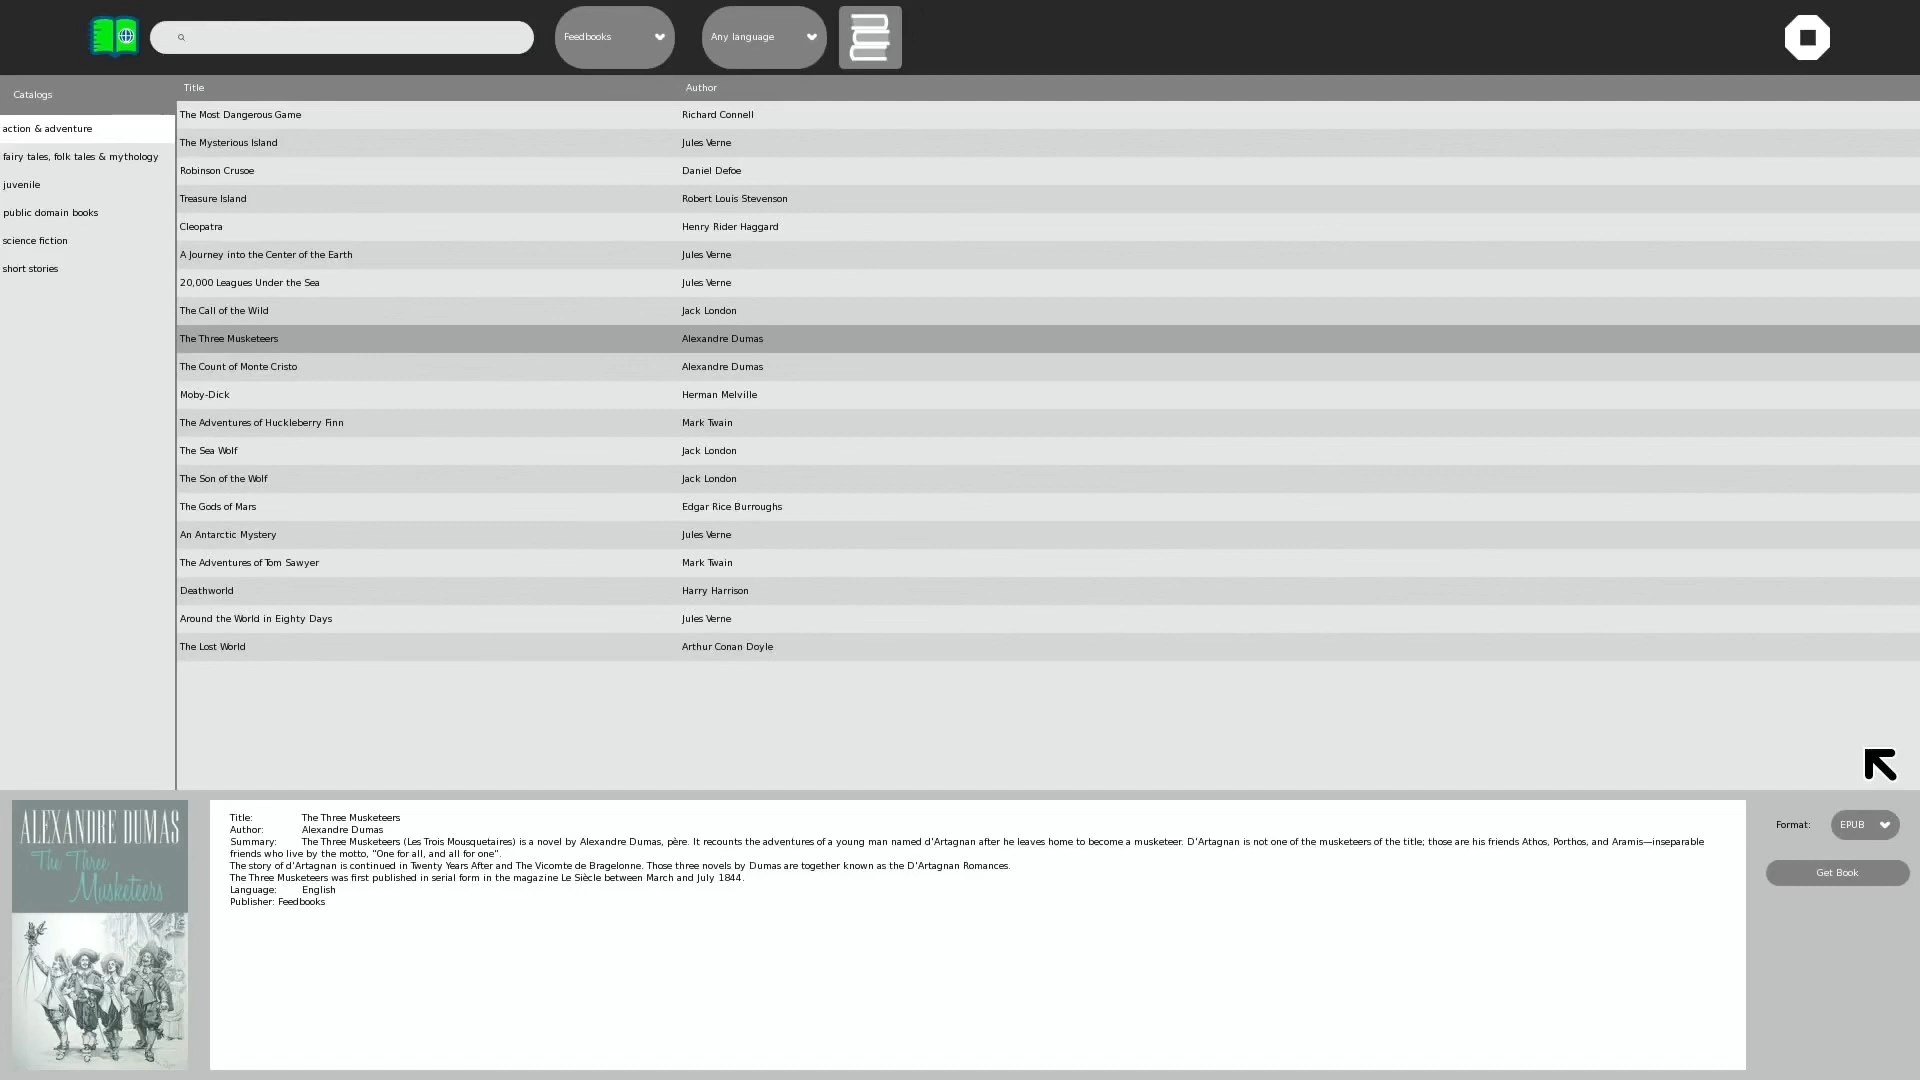 Feedbooks
Any language
Catalogs
Title Author
action & adventure
fairy tales, folk tales & mythology
juvenile
public domain books
science fiction
short stories
The Most Dangerous Game Richard Connell
The Mysterious Island Jules Verne
Robinson Crusoe Daniel Defoe
Treasure Island Robert Louis Stevenson
Cleopatra Henry Rider Haggard
A Journey into the Center of the Earth Jules Verne
20,000 Leagues Under the Sea Jules Verne
The Call of the Wild Jack London
The Three Musketeers Alexandre Dumas
The Count of Monte Cristo Alexandre Dumas
Moby-Dick Herman Melville
The Adventures of Huckleberry Finn Mark Twain
The Sea Wolf Jack London
The Son of the Wolf Jack London
The Gods of Mars Edgar Rice Burroughs
An Antarctic Mystery Jules Verne
The Adventures of Tom Sawyer Mark Twain
Deathworld Harry Harrison
Around the World in Eighty Days Jules Verne
The Lost World Arthur Conan Doyle
ALEXANDRE DUMAS
The Three
Musketeers
Title: The Three Musketeers
Author: Alexandre Dumas
Summary: The Three Musketeers (Les Trois Mousquetaires) is a novel by Alexandre Dumas, père. It recounts the adventures of a young man named d'Artagnan after he leaves home to become a musketeer. D'Artagnan is not one of the musketeers of the title; those are his friends Athos, Porthos, and Aramis—inseparable
friends who live by the motto, "One for all, and all for one".
The story of d'Artagnan is continued in Twenty Years After and The Vicomte de Bragelonne. Those three novels by Dumas are together known as the D'Artagnan Romances.
The Three Musketeers was first published in serial form in the magazine Le Siècle between March and July 1844.
Language: English
Publisher: Feedbooks
Format: EPUB
Get Book